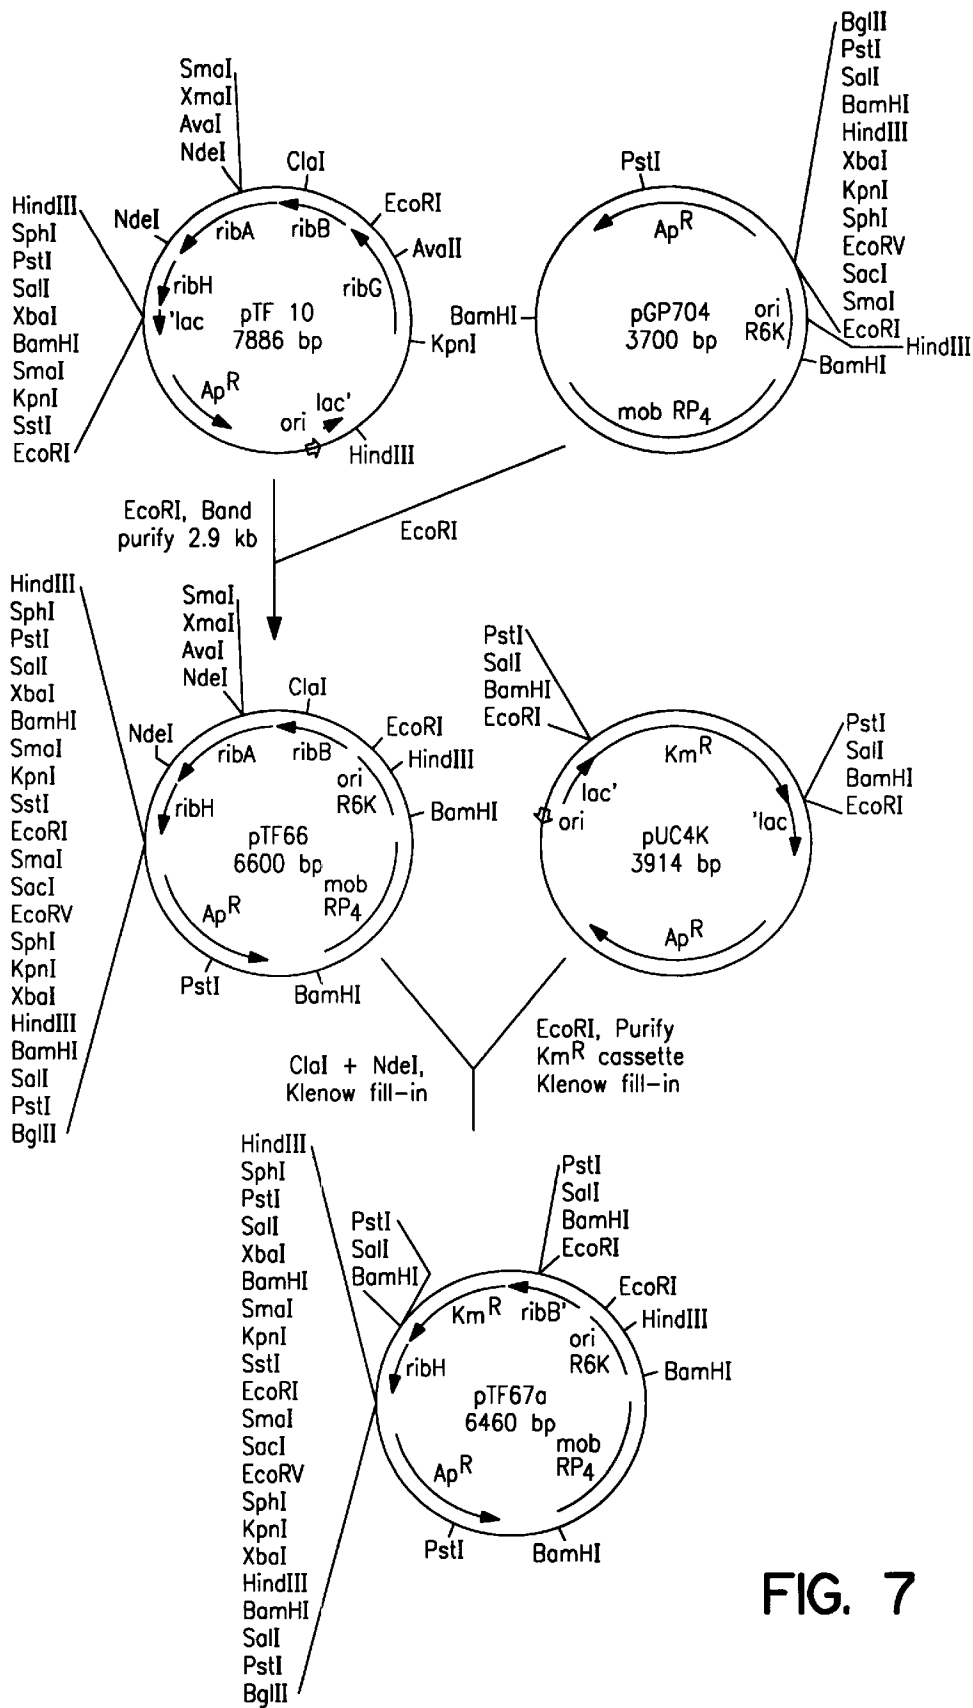 SmaI
XmaI
AvaI
NdeI
ClaI
EcoRI
AvaII
KpnI
HindIII
NdeI
HindIII
SphI
PstI
SalI
XbaI
BamHI
SmaI
KpnI
SstI
EcoRI
ribA
ribB
ribG
ribH
'lac
pTF 10
7886 bp
ApR
ori
lac'
BglII
PstI
SalI
BamHI
HindIII
XbaI
KpnI
SphI
EcoRV
SacI
SmaI
EcoRI
HindIII
BamHI
PstI
BamHI
ApR
pGP704
3700 bp
ori
R6K
mob RP4
EcoRI, Band
purify 2.9 kb
EcoRI
HindIII
SphI
PstI
SalI
XbaI
BamHI
SmaI
KpnI
SstI
EcoRI
SmaI
SacI
EcoRV
SphI
KpnI
XbaI
HindIII
BamHI
SalI
PstI
BglII
SmaI
XmaI
AvaI
NdeI
NdeI
ClaI
EcoRI
HindIII
BamHI
ribA
ribB
ribH
ori
R6K
pTF66
6600 bp
mob
RP4
ApR
PstI
BamHI
PstI
SalI
BamHI
EcoRI
PstI
SalI
BamHI
EcoRI
KmR
lac'
ori
'lac
pUC4K
3914 bp
ApR
ClaI + NdeI,
Klenow fill-in
EcoRI, Purify
KmR cassette
Klenow fill-in
HindIII
SphI
PstI
SalI
XbaI
BamHI
SmaI
KpnI
SstI
EcoRI
SmaI
SacI
EcoRV
SphI
KpnI
XbaI
HindIII
BamHI
SalI
PstI
BglII
PstI
SalI
BamHI
PstI
SalI
BamHI
EcoRI
EcoRI
HindIII
BamHI
KmR
ribB'
ribH
ori
R6K
pTF67a
6460 bp
mob
RP4
ApR
PstI
BamHI
FIG. 7